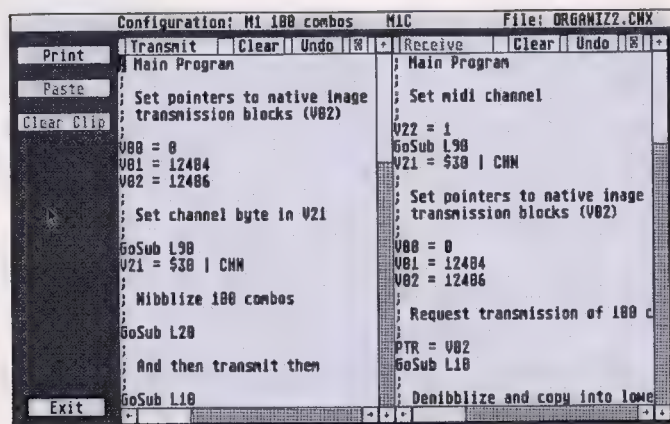 Configuration: M1 100 combos M1C File: ORGANIZ2.CNX
Print
Paste
Clear Clip
Exit
Transmit Clear Undo
; Main Program
;
; Set pointers to native image
; transmission blocks (V02)
;
V00 = 0
V01 = 12484
V02 = 12486
;
; Set channel byte in V21
;
GoSub L90
V21 = $30 | CHN
;
; Nibblize 100 combos
;
GoSub L20
;
; And then transmit them
;
GoSub L10
Receive Clear Undo
; Main Program
;
; Set midi channel
;
V22 = 1
GoSub L90
V21 = $30 | CHN
;
; Set pointers to native image
; transmission blocks (V02)
;
V00 = 0
V01 = 12484
V02 = 12486
;
; Request transmission of 100 c
;
PTR = V02
GoSub L10
;
; Denibblize and copy into lowe